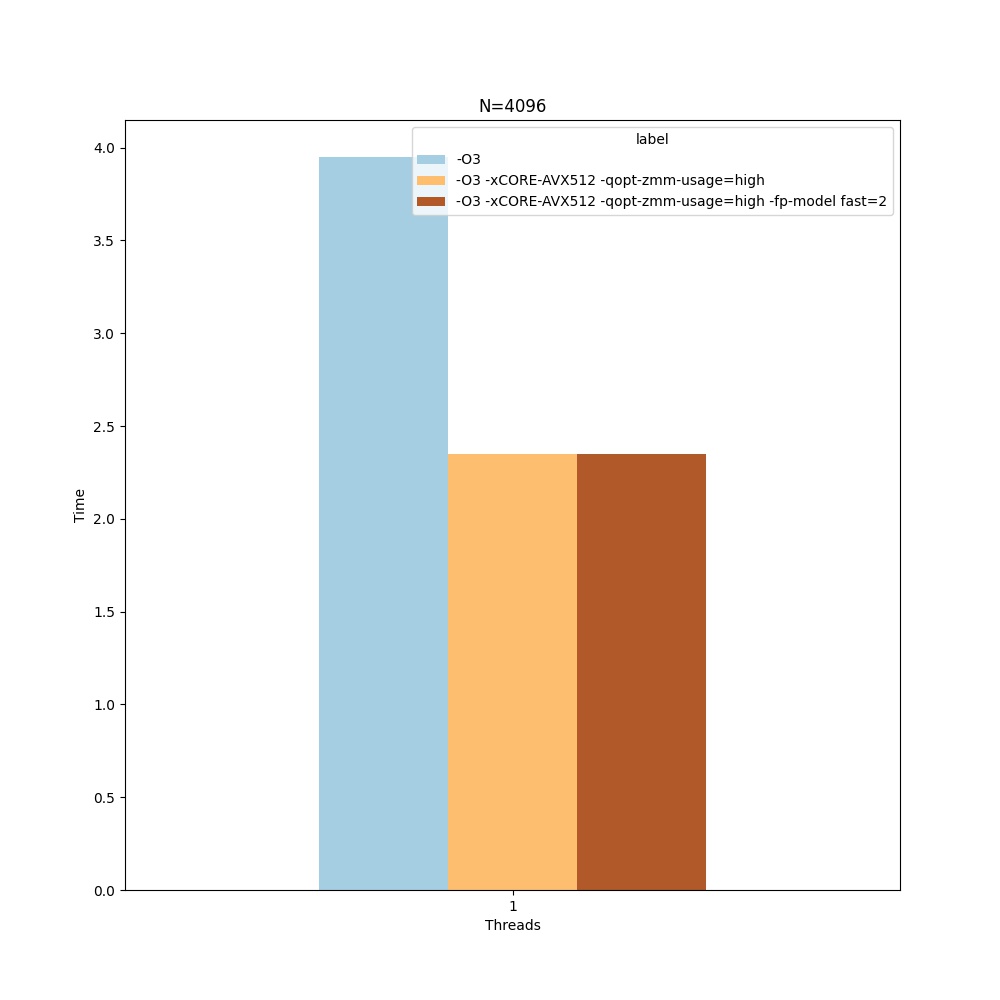 N=4096
label
-O3
-O3 -xCORE-AVX512 -qopt-zmm-usage=high
-O3 -xCORE-AVX512 -qopt-zmm-usage=high -fp-model fast=2
4.0
3.5
3.0
2.5
2.0
1.5
1.0
0.5
0.0
Time
1
Threads